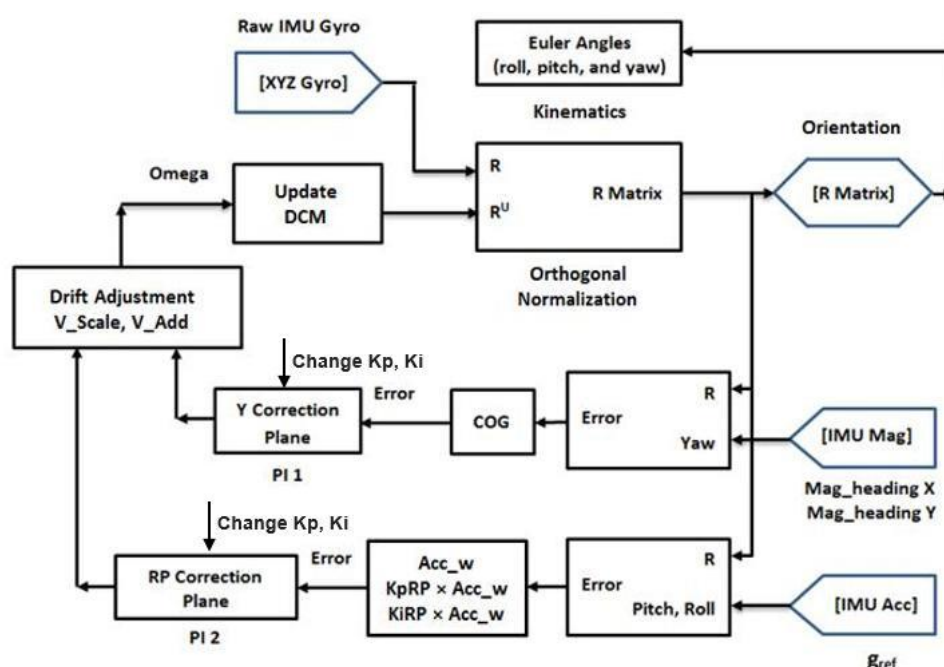 Raw IMU Gyro
[XYZ Gyro]
Euler Angles
(roll, pitch, and yaw)
Kinematics
Orientation
Omega
Update
DCM
R
R^U
R Matrix
[R Matrix]
Orthogonal
Normalization
Drift Adjustment
V_Scale, V_Add
Change Kp, Ki
Y Correction
Plane
PI 1
Error
COG
Error
R
Yaw
[IMU Mag]
Mag_heading X
Mag_heading Y
Change Kp, Ki
RP Correction
Plane
PI 2
Error
Acc_w
KpRP × Acc_w
KiRP × Acc_w
Error
R
Pitch, Roll
[IMU Acc]
g_ref